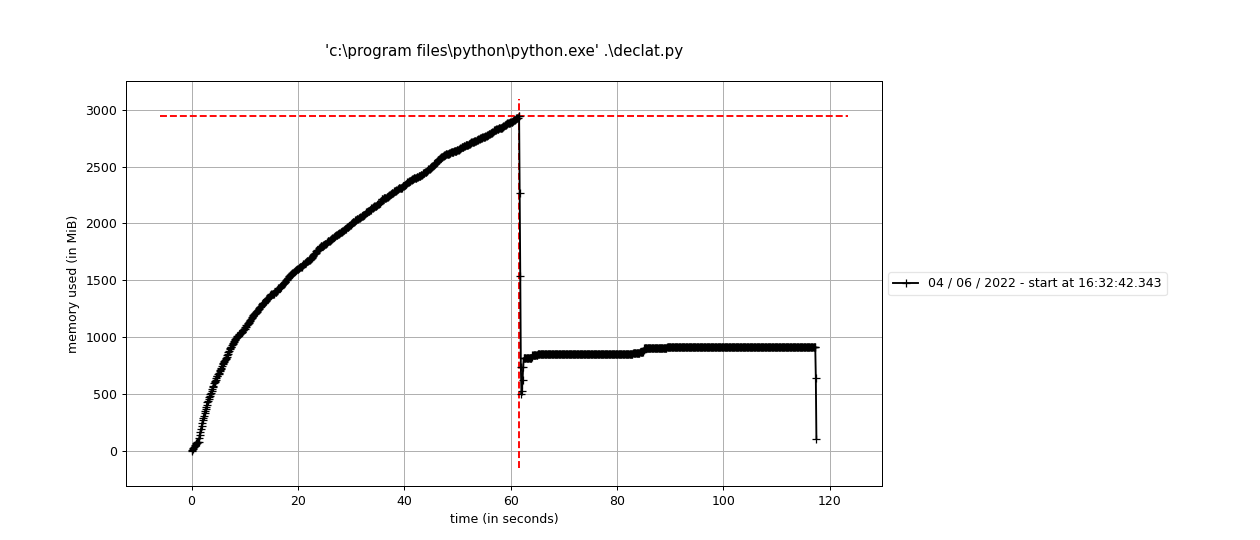 'c:\program files\python\python.exe' .\declat.py
memory used (in MiB)
3000
2500
2000
1500
1000
500
0
0 20 40 60 80 100 120
time (in seconds)
04 / 06 / 2022 - start at 16:32:42.343